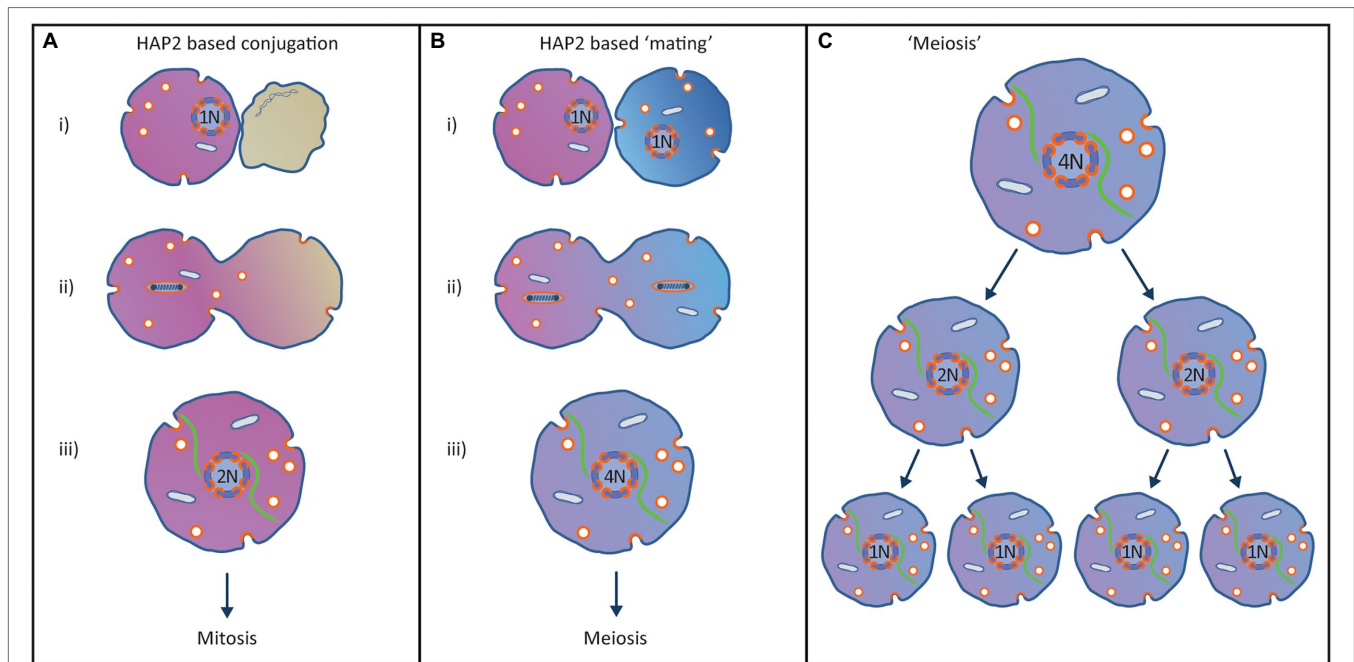 A
HAP2 based conjugation
i)
1N
ii)
iii)
2N
Mitosis
B
HAP2 based ‘mating’
i)
1N
1N
ii)
iii)
4N
Meiosis
C
‘Meiosis’
4N
2N
2N
1N
1N
1N
1N